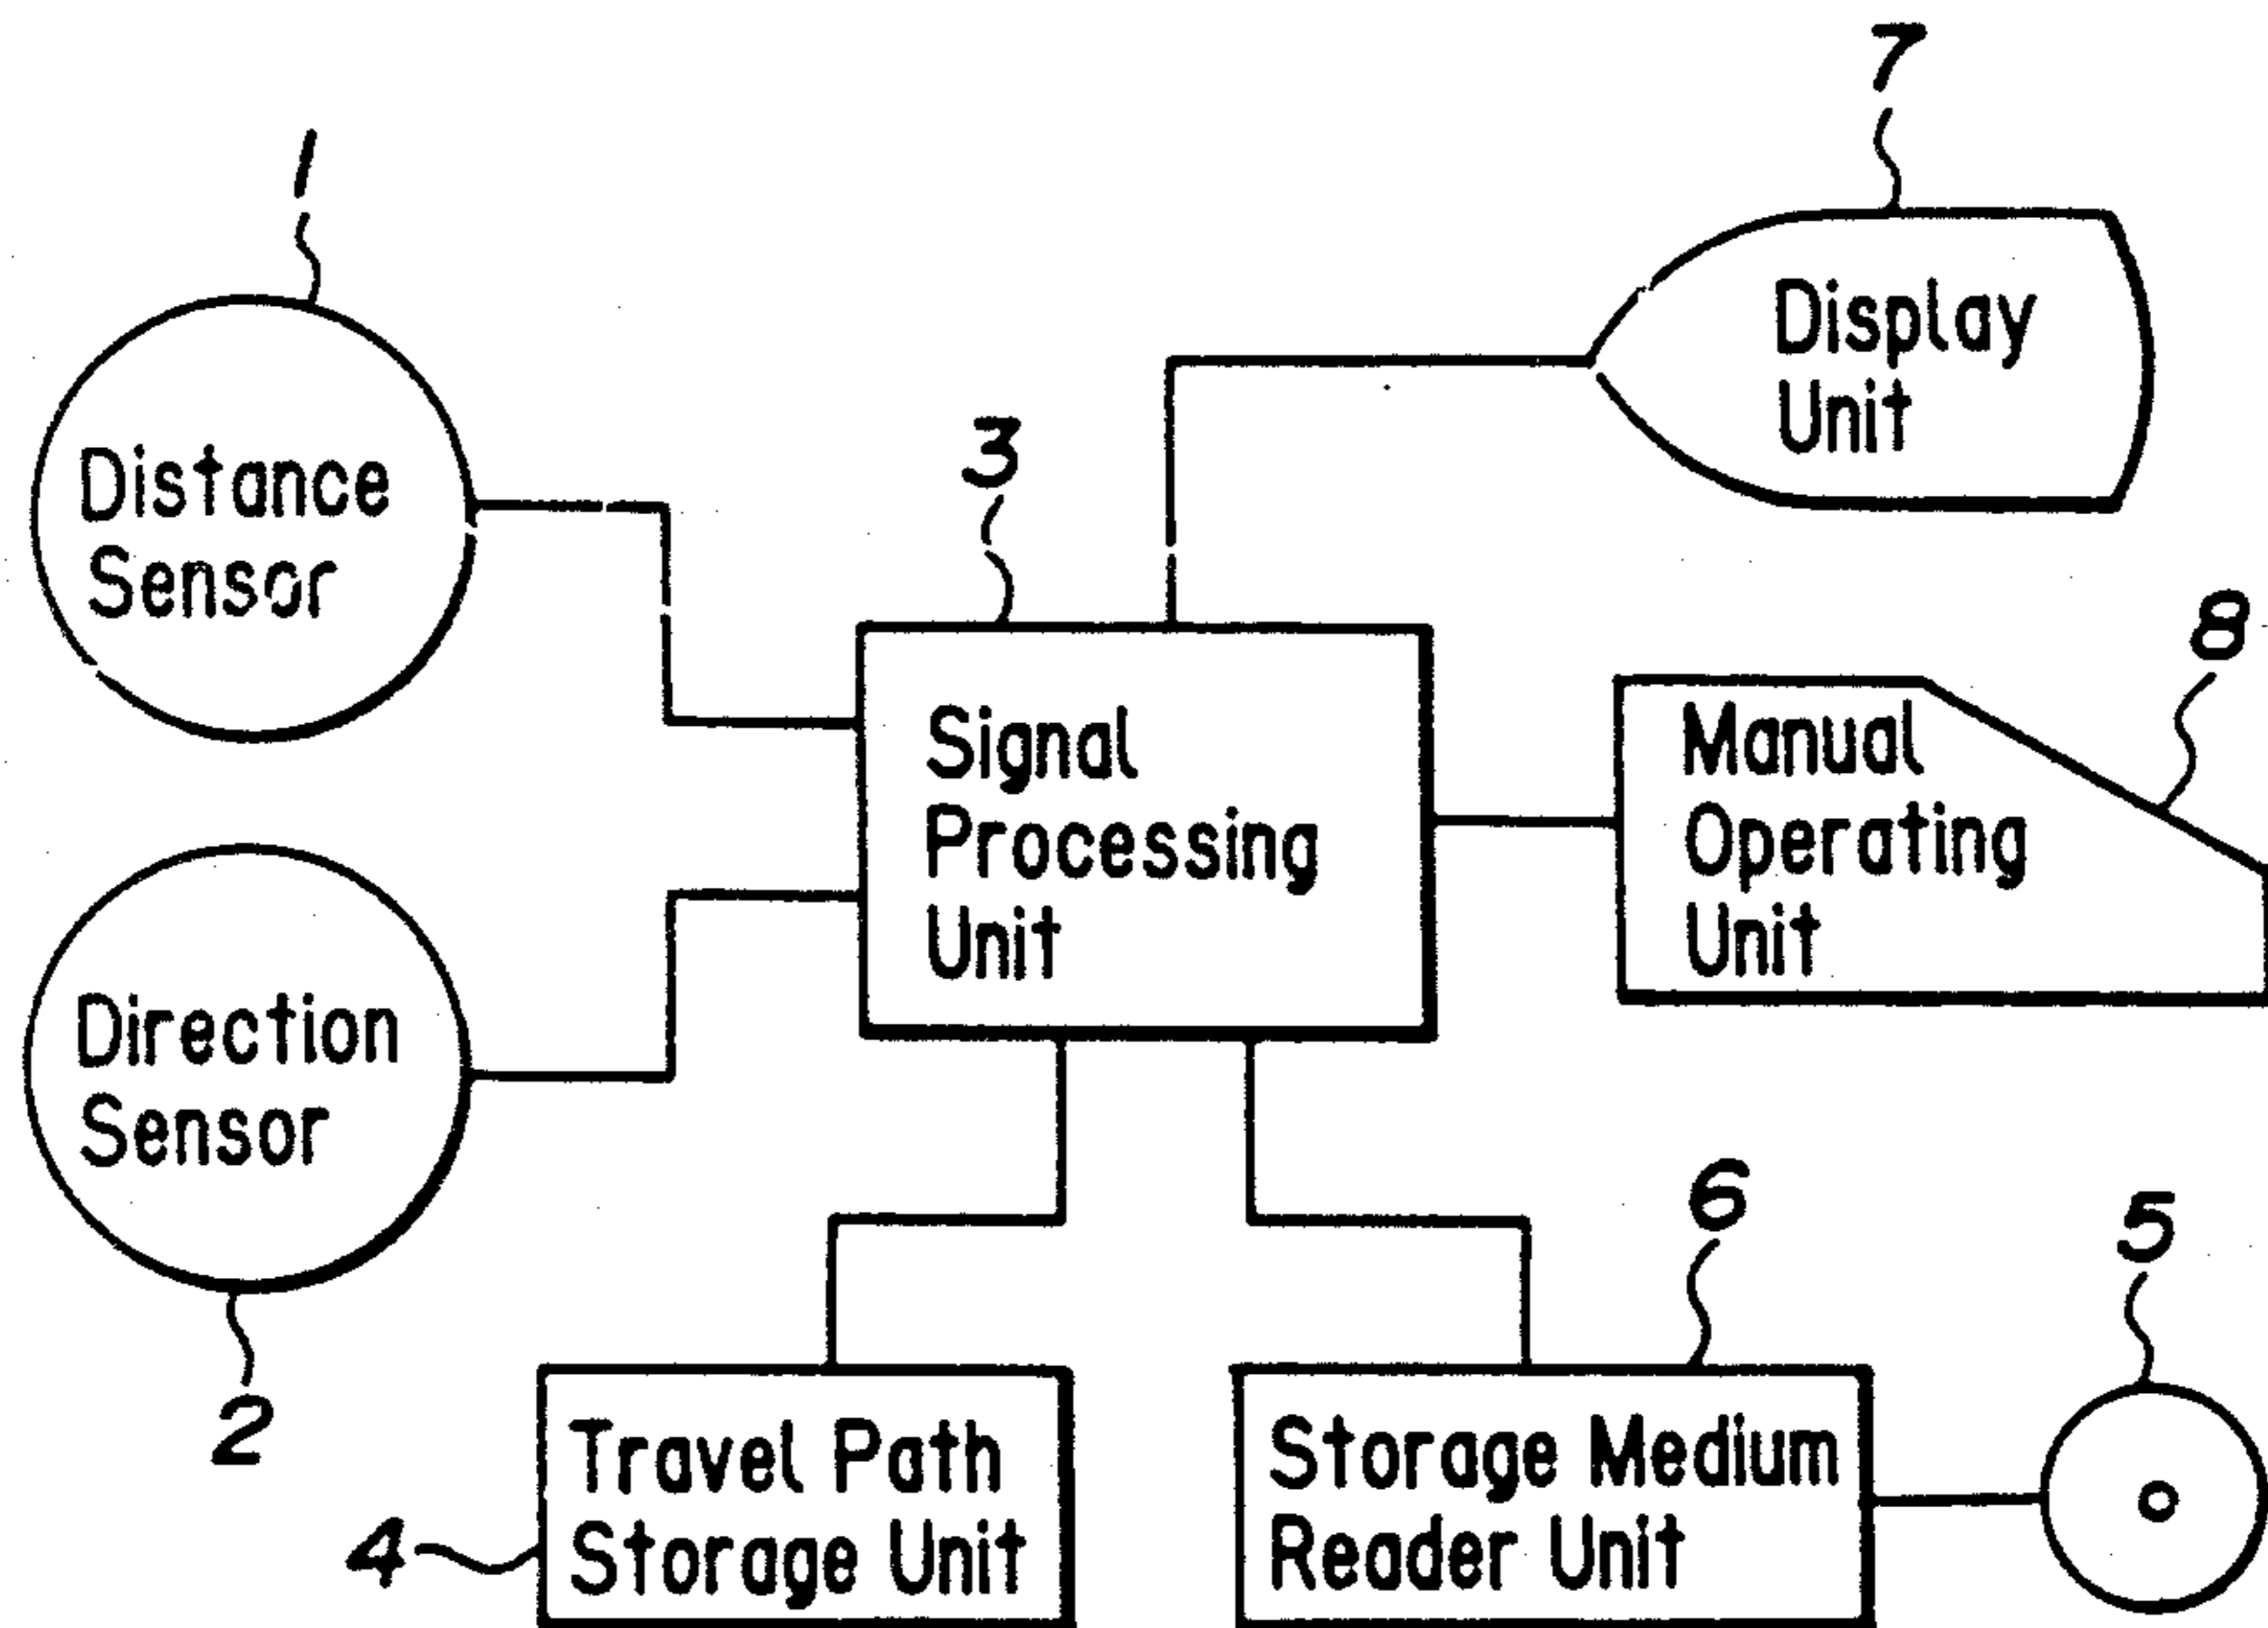 1
Distance
Sensor
Direction
Sensor
2
3
Signal
Processing
Unit
7
Display
Unit
8
Manual
Operating
Unit
4
Travel Path
Storage Unit
6
Storage Medium
Reader Unit
5